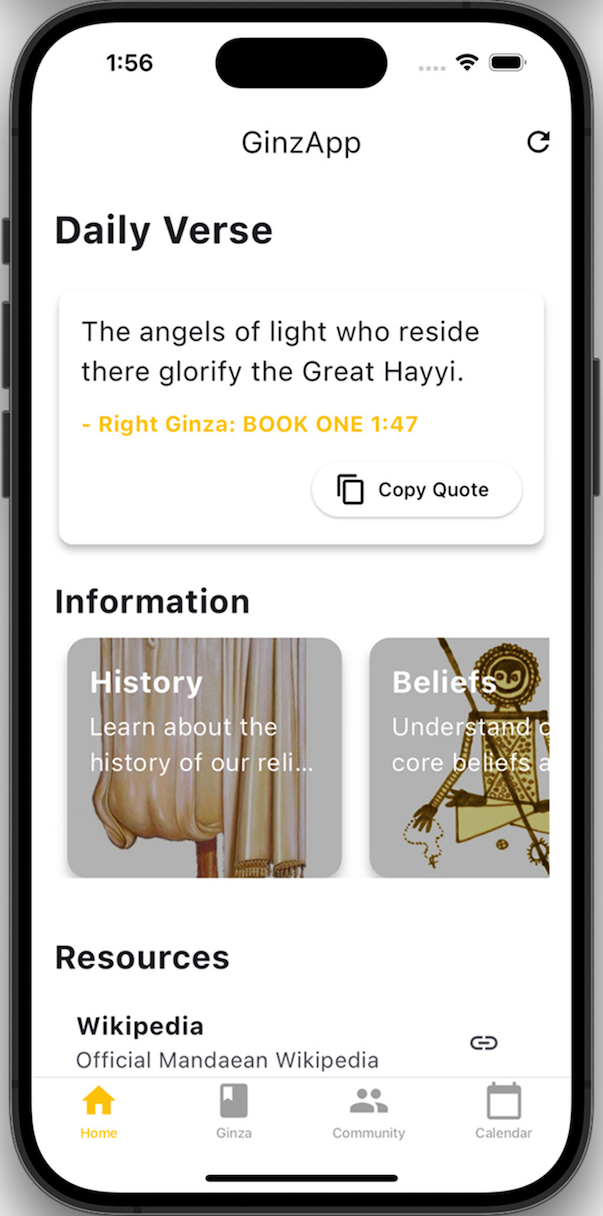 1:56
GinzApp
Daily Verse
The angels of light who reside
there glorify the Great Hayyi.
- Right Ginza: BOOK ONE 1:47
Copy Quote
Information
History
Learn about the
history of our reli...
Beliefs
Understand
core beliefs
Resources
Wikipedia
Official Mandaean Wikipedia
Home
Ginza
Community
Calendar